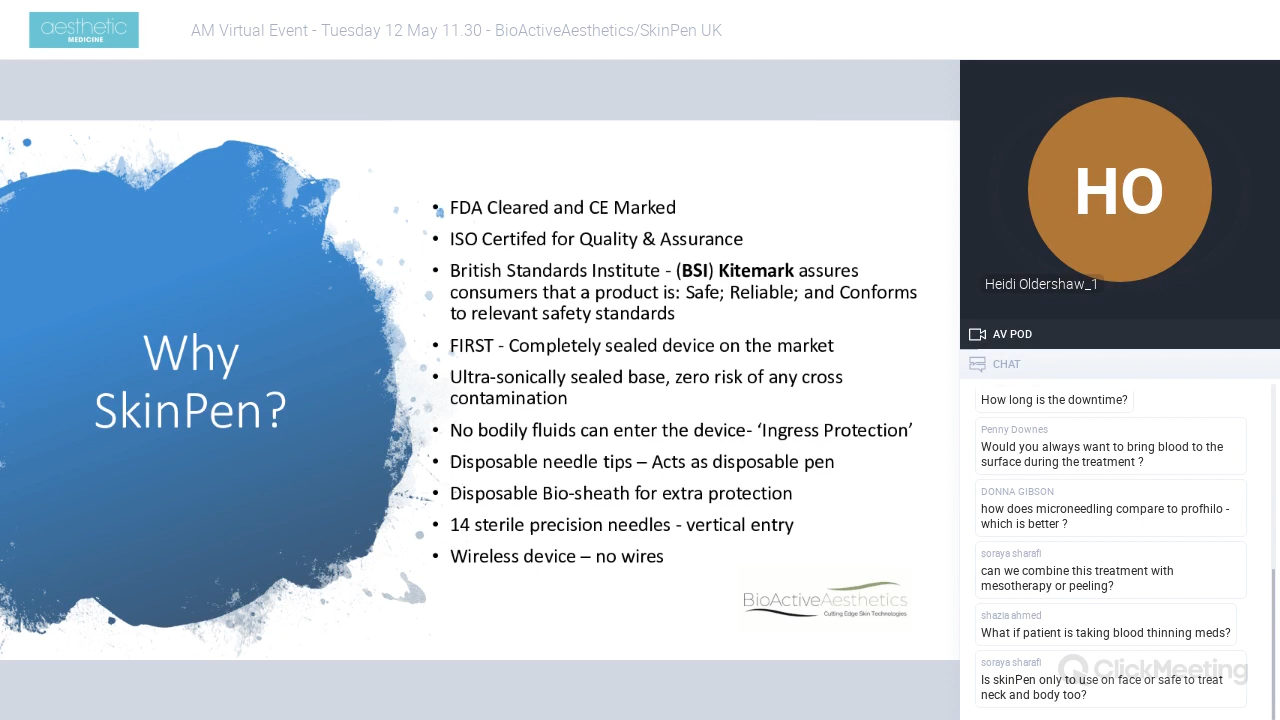 aesthetic
MEDICINE
AM Virtual Event - Tuesday 12 May 11.30 - BioActiveAesthetics/SkinPen UK
Why
SkinPen?
• FDA Cleared and CE Marked
• ISO Certifed for Quality & Assurance
• British Standards Institute - (BSI) Kitemark assures
consumers that a product is: Safe; Reliable; and Conforms
to relevant safety standards
• FIRST - Completely sealed device on the market
• Ultra-sonically sealed base, zero risk of any cross
contamination
• No bodily fluids can enter the device- ‘Ingress Protection’
• Disposable needle tips – Acts as disposable pen
• Disposable Bio-sheath for extra protection
• 14 sterile precision needles - vertical entry
• Wireless device – no wires
BioActiveAesthetics
Cutting Edge Skin Technologies
HO
Heidi Oldershaw_1
AV POD
CHAT
How long is the downtime?
Penny Downes
Would you always want to bring blood to the
surface during the treatment ?
DONNA GIBSON
how does microneedling compare to profhilo -
which is better ?
soraya sharafi
can we combine this treatment with
mesotherapy or peeling?
shazia ahmed
What if patient is taking blood thinning meds?
soraya sharafi
Is skinPen only to use on face or safe to treat
neck and body too?
ClickMeeting